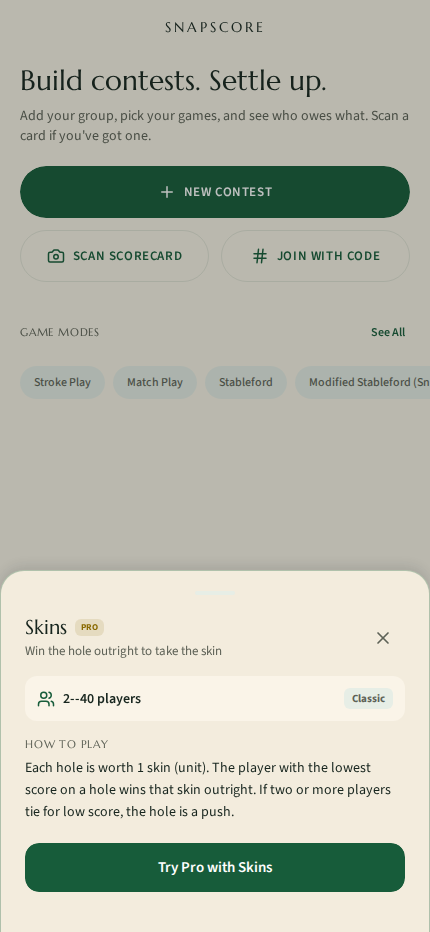 SNAPSCORE
Build contests. Settle up.
Add your group, pick your games, and see who owes what. Scan a
card if you've got one.
NEW CONTEST
SCAN SCORECARD
JOIN WITH CODE
GAME MODES
See All
Stroke Play
Match Play
Stableford
Modified Stableford (Sn
Skins
PRO
Win the hole outright to take the skin
2--40 players
Classic
HOW TO PLAY
Each hole is worth 1 skin (unit). The player with the lowest
score on a hole wins that skin outright. If two or more players
tie for low score, the hole is a push.
Try Pro with Skins